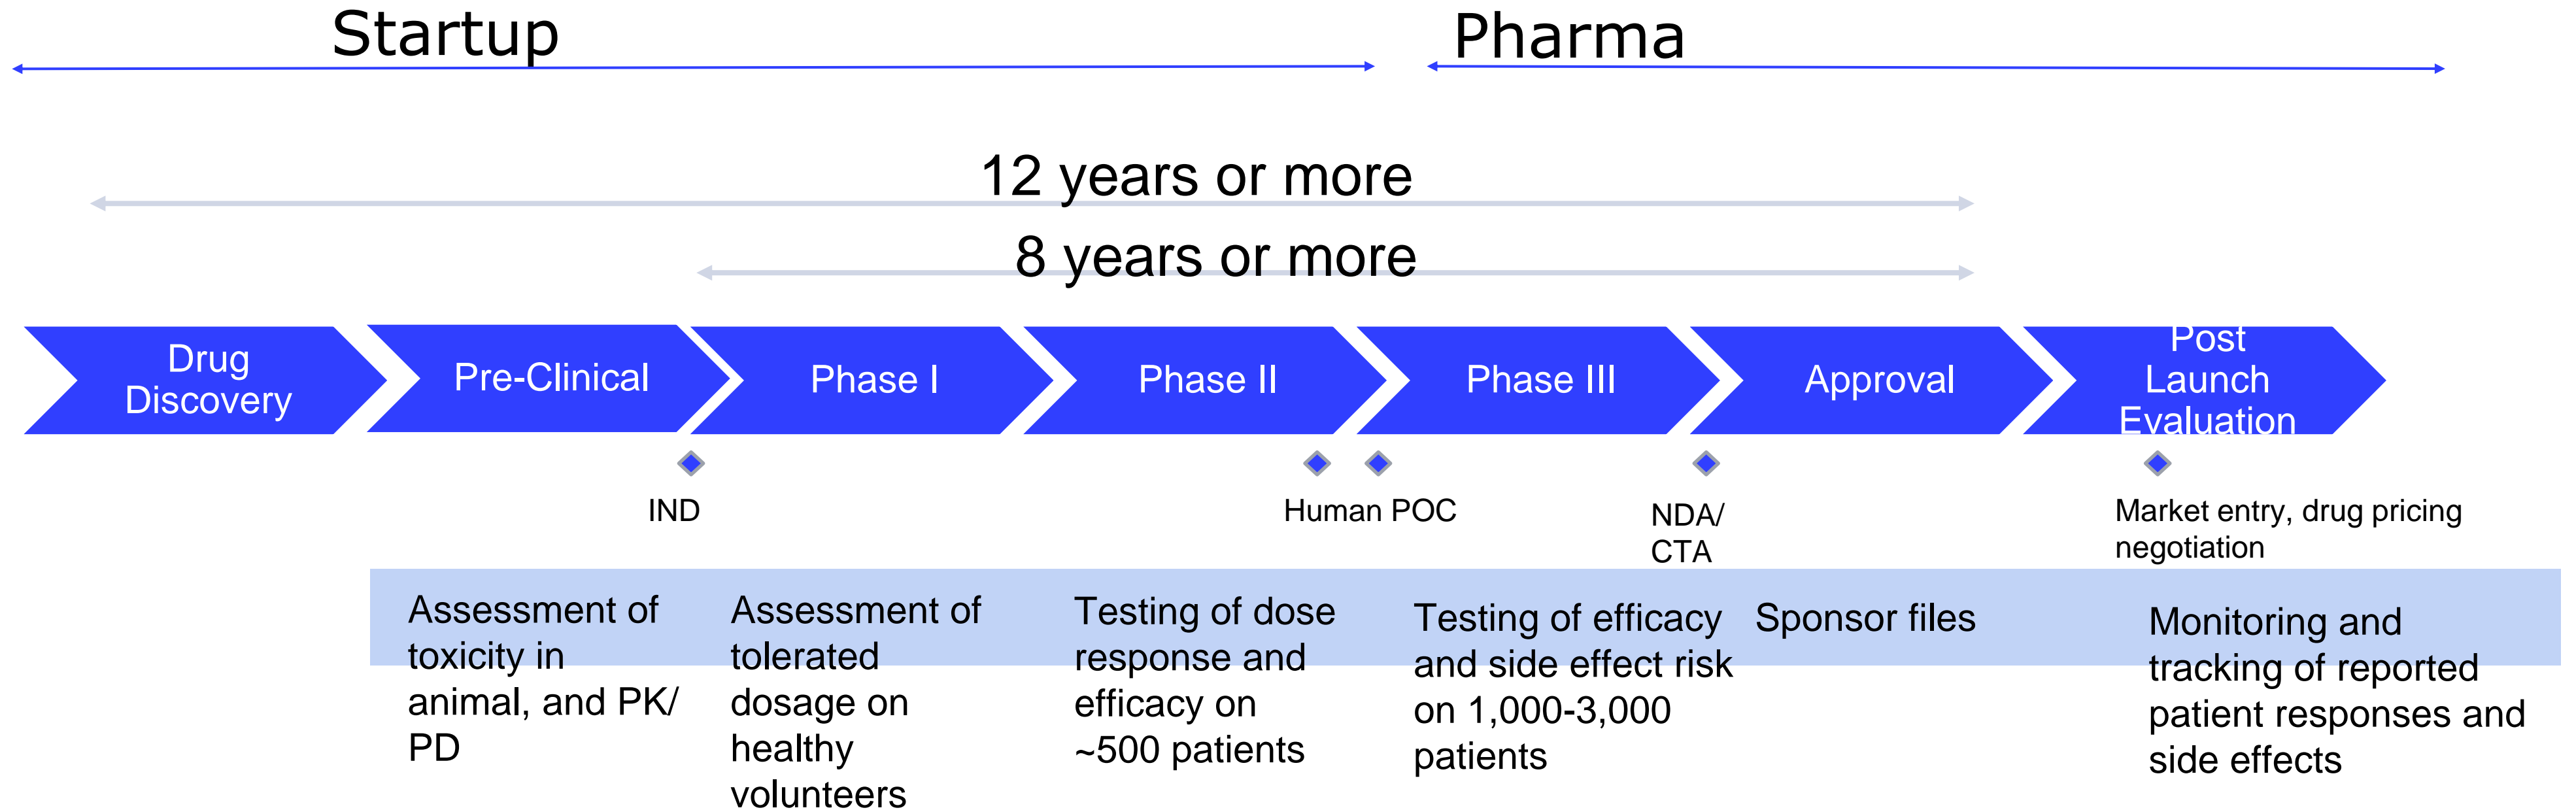 Startup
Pharma
12 years or more
8 years or more
Drug
Discovery
Pre-Clinical
Phase I
Phase II
Phase III
Approval
Post
Launch
Evaluation
IND
Human POC
NDA/
CTA
Market entry, drug pricing
negotiation
Assessment of
toxicity in
animal, and PK/
PD
Assessment of
tolerated
dosage on
healthy
volunteers
Testing of dose
response and
efficacy on
~500 patients
Testing of efficacy
and side effect risk
on 1,000-3,000
patients
Sponsor files
Monitoring and
tracking of reported
patient responses and
side effects